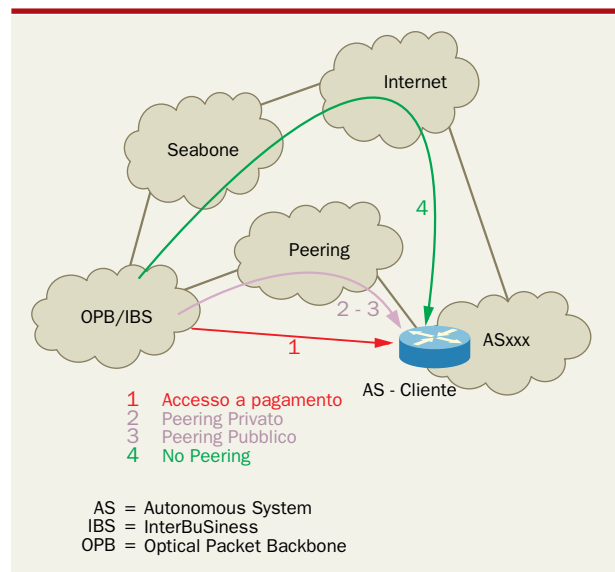 Internet
Seabone
4
Peering
2 - 3
OPB/IBS
1
ASxxx
AS - Cliente
1 Accesso a pagamento
2 Peering Privato
3 Peering Pubblico
4 No Peering
AS = Autonomous System
IBS = InterBuSiness
OPB = Optical Packet Backbone